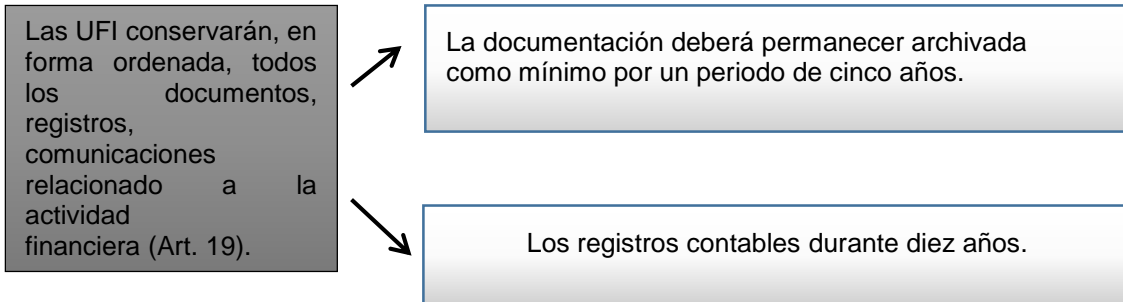 Las UFI conservarán, en
forma ordenada, todos
los documentos,
registros,
comunicaciones
relacionado a la
actividad
financiera (Art. 19).
La documentación deberá permanecer archivada
como mínimo por un periodo de cinco años.
Los registros contables durante diez años.